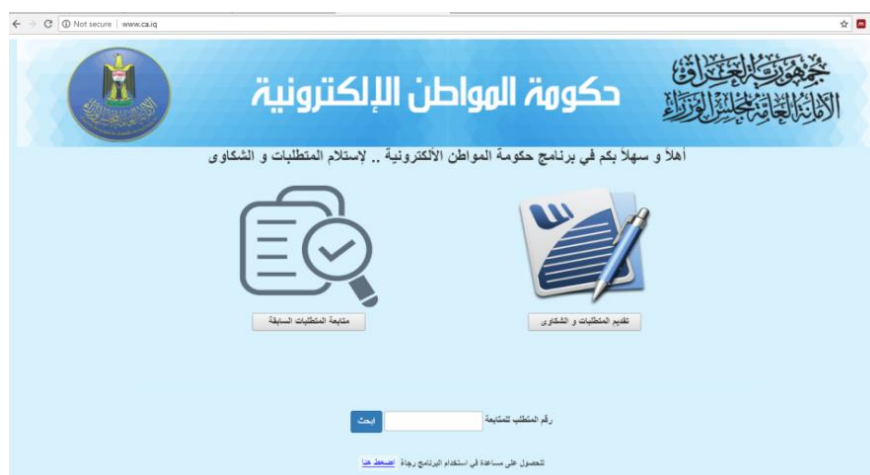 Not secure | www.ca.iq
جمهورية العراق
الأمانة العامة لمجلس الوزراء
حكومة المواطن الإلكترونية
أهلاً و سهلاً بكم في برنامج حكومة المواطن الألكترونية .. لإستلام المتطلبات و الشكاوى
تقديم المتطلبات و الشكاوى
متابعة المتطلبات السابقة
رقم المتطلب للمتابعة
ابحث
للحصول على مساعدة في استخدام البرنامج رجاءً اضغط هنا